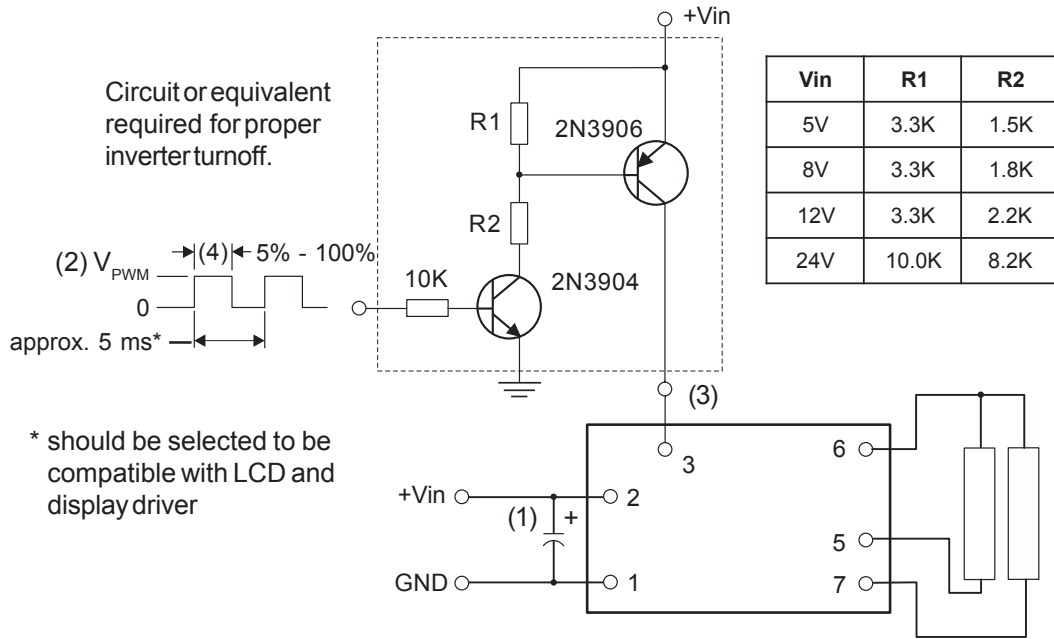 +Vin
Circuit or equivalent
required for proper
inverter turnoff.
R1
2N3906
R2
10K
2N3904
Vin R1 R2
5V 3.3K 1.5K
8V 3.3K 1.8K
12V 3.3K 2.2K
24V 10.0K 8.2K
(2) VPWM
(4) 5% - 100%
0
approx. 5 ms*
* should be selected to be
compatible with LCD and
display driver
(3)
3
+Vin
(1) +
2
GND
1
6
5
7